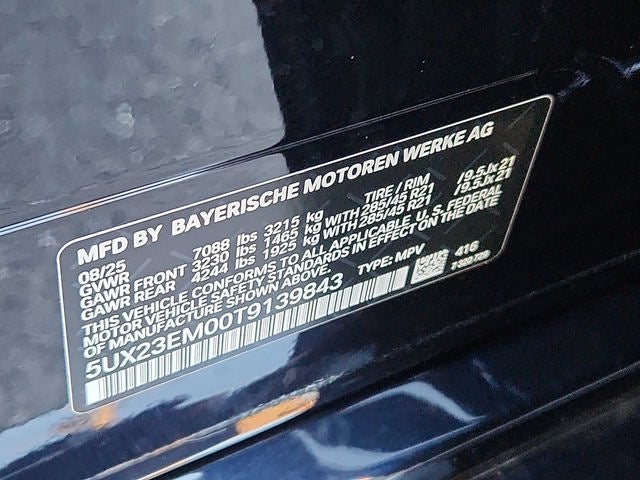 MFD BY BAYERISCHE MOTOREN WERKE AG
08/25 TIRE / RIM
GVWR 7088 lbs 3215 kg
GAWR FRONT 3230 lbs 1465 kg WITH 285/45 R21 /9.5Jx21
GAWR REAR 4244 lbs 1925 kg WITH 285/45 R21 /9.5Jx21
THIS VEHICLE CONFORMS TO ALL APPLICABLE U.S. FEDERAL
MOTOR VEHICLE SAFETY STANDARDS IN EFFECT ON THE DATE
OF MANUFACTURE SHOWN ABOVE.
5UX23EM00T9139843 TYPE: MPV 416